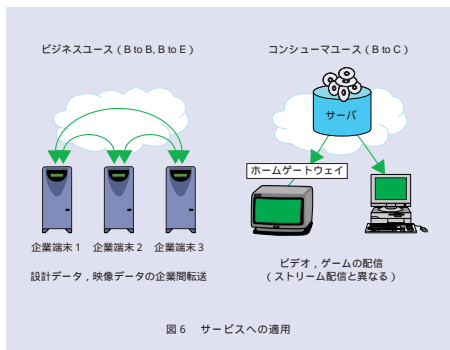 ビジネスユース（B to B, B to E）
企業端末 1 企業端末 2 企業端末 3
設計データ，映像データの企業間転送
コンシューマユース（B to C）
サーバ
ホームゲートウェイ
ビデオ，ゲームの配信
（ストリーム配信と異なる）
図 6 サービスへの適用